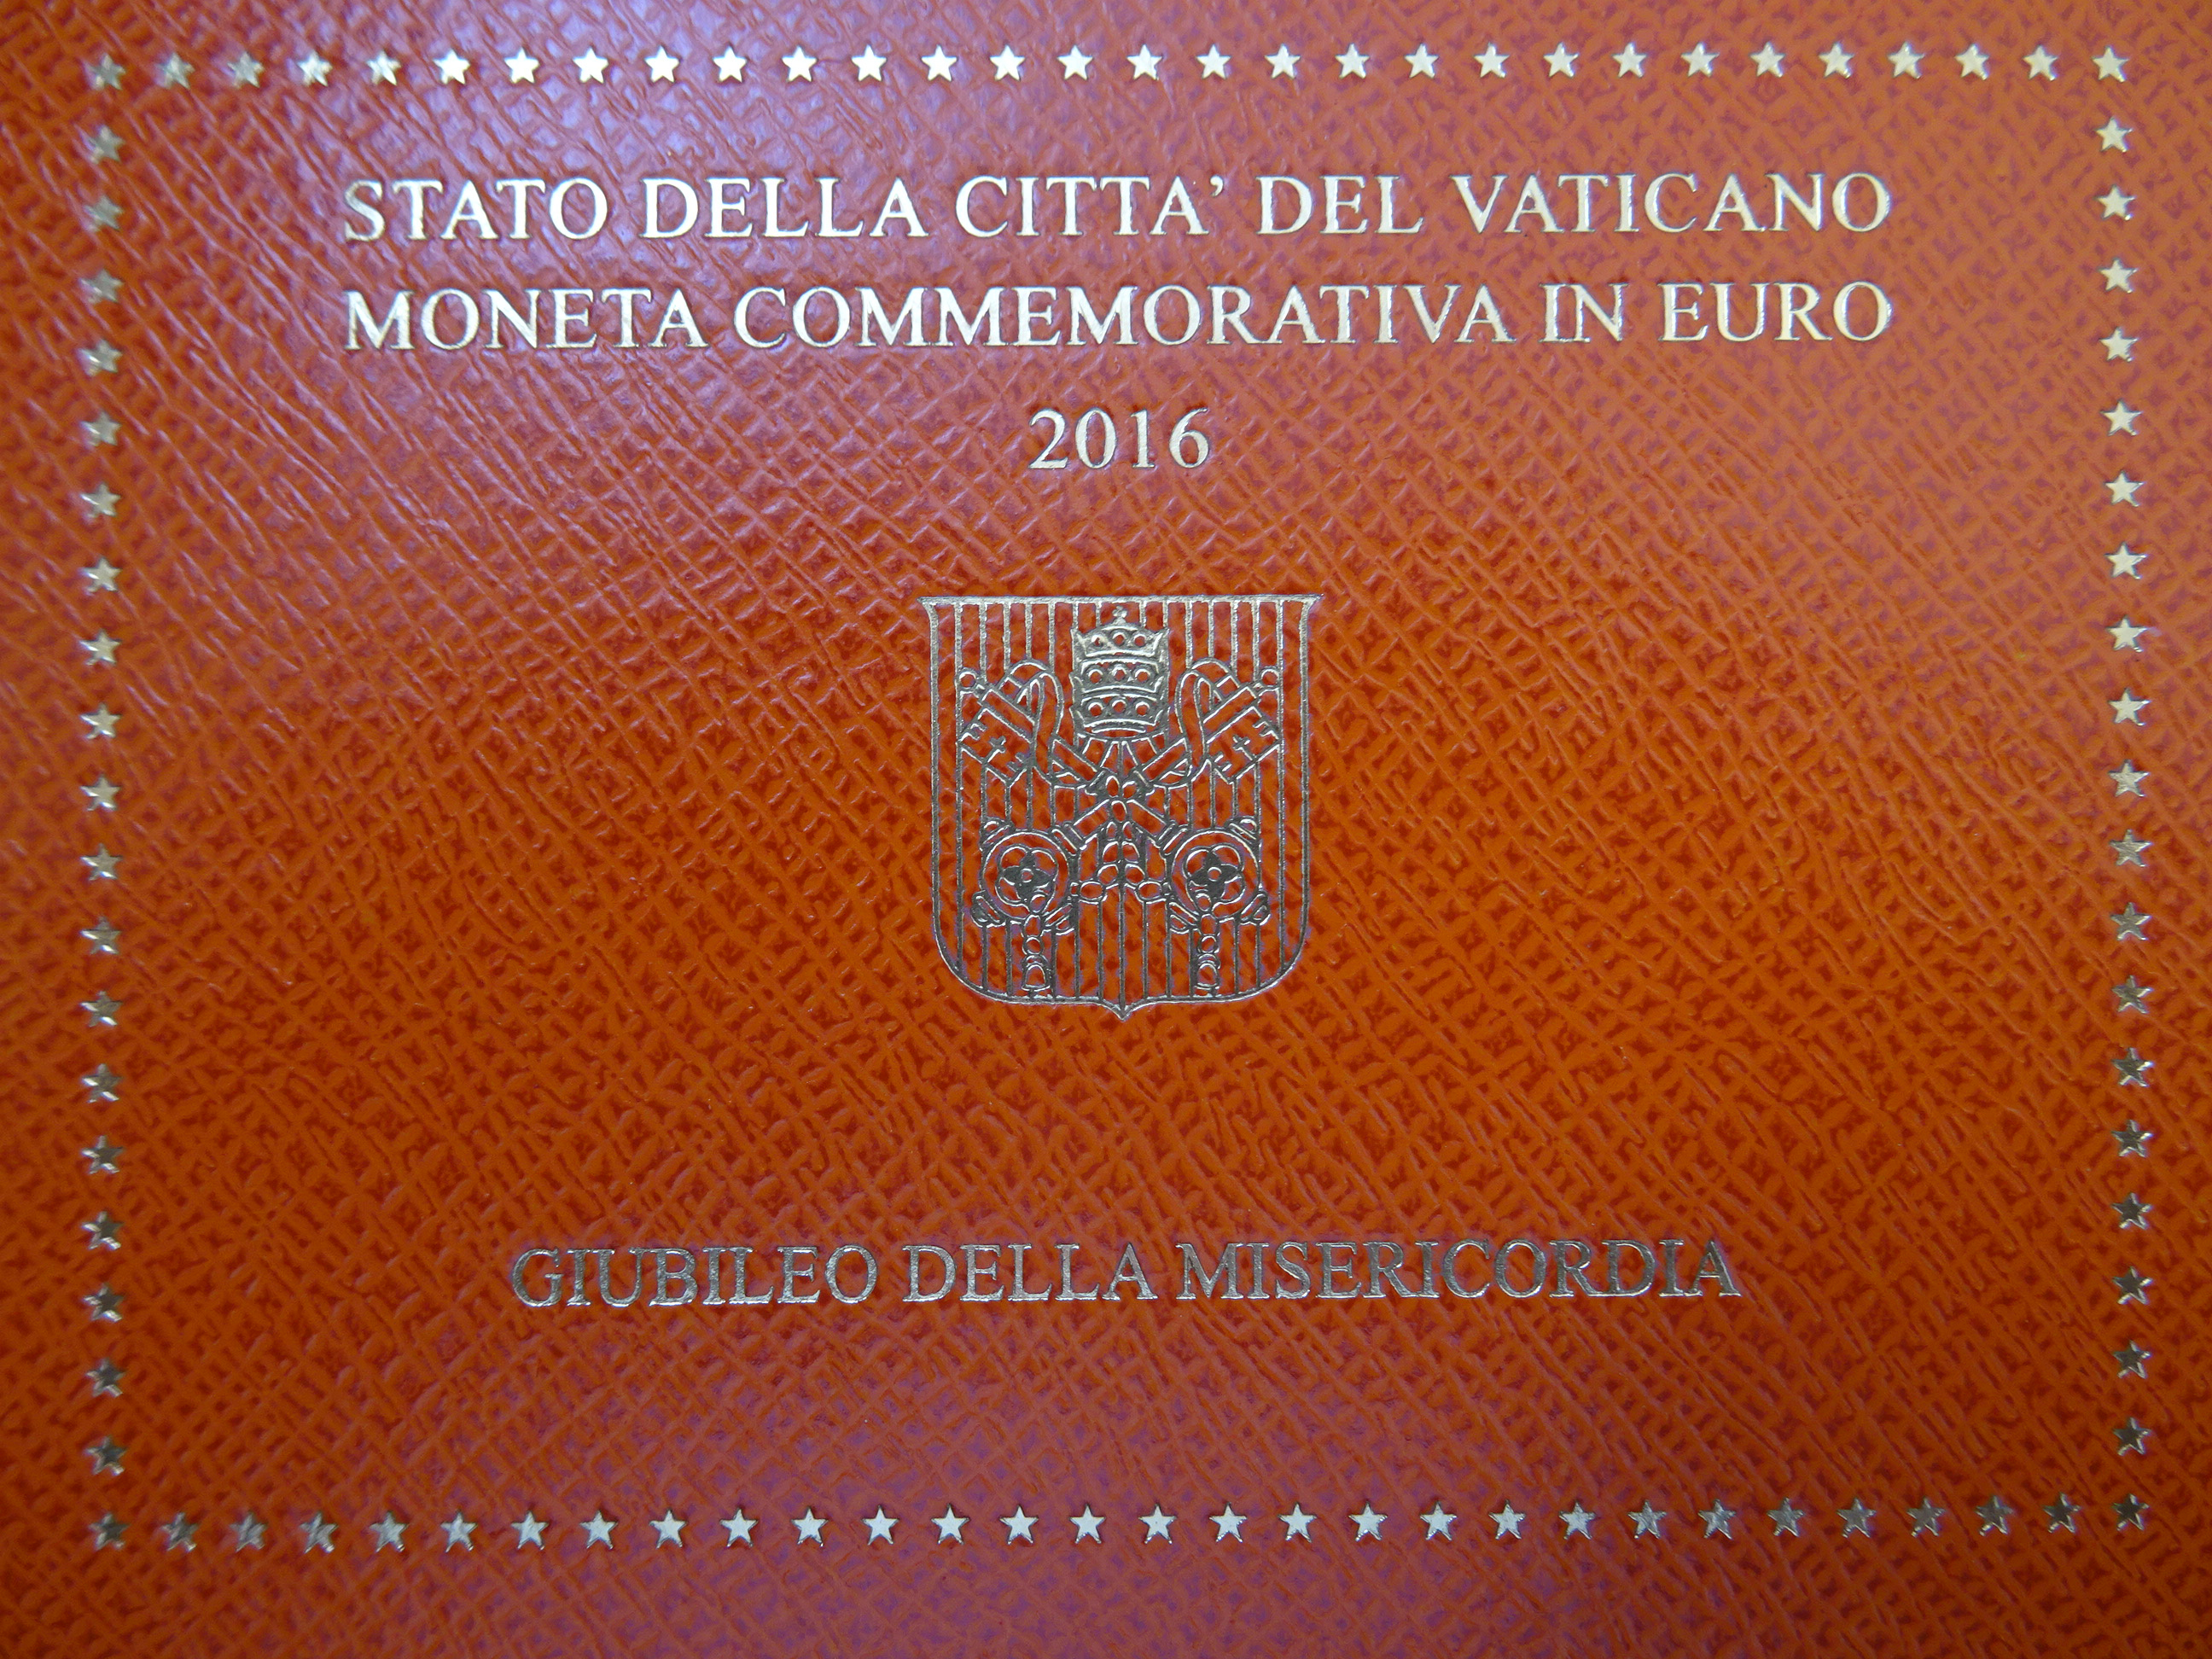 STATO DELLA CITTA' DEL VATICANO
MONETA COMMEMORATIVA IN EURO
2016
GIUBILEO DELLA MISERICORDIA